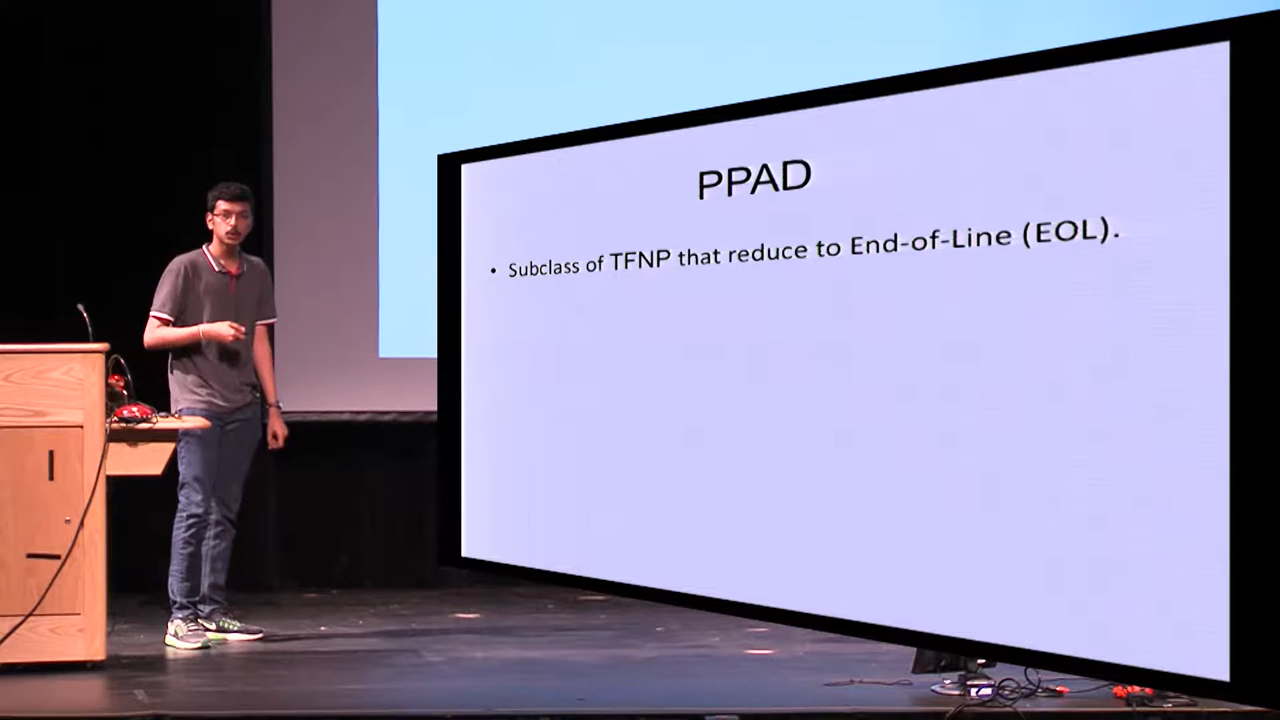 PPAD
• Subclass of TFNP that reduce to End-of-Line (EOL).